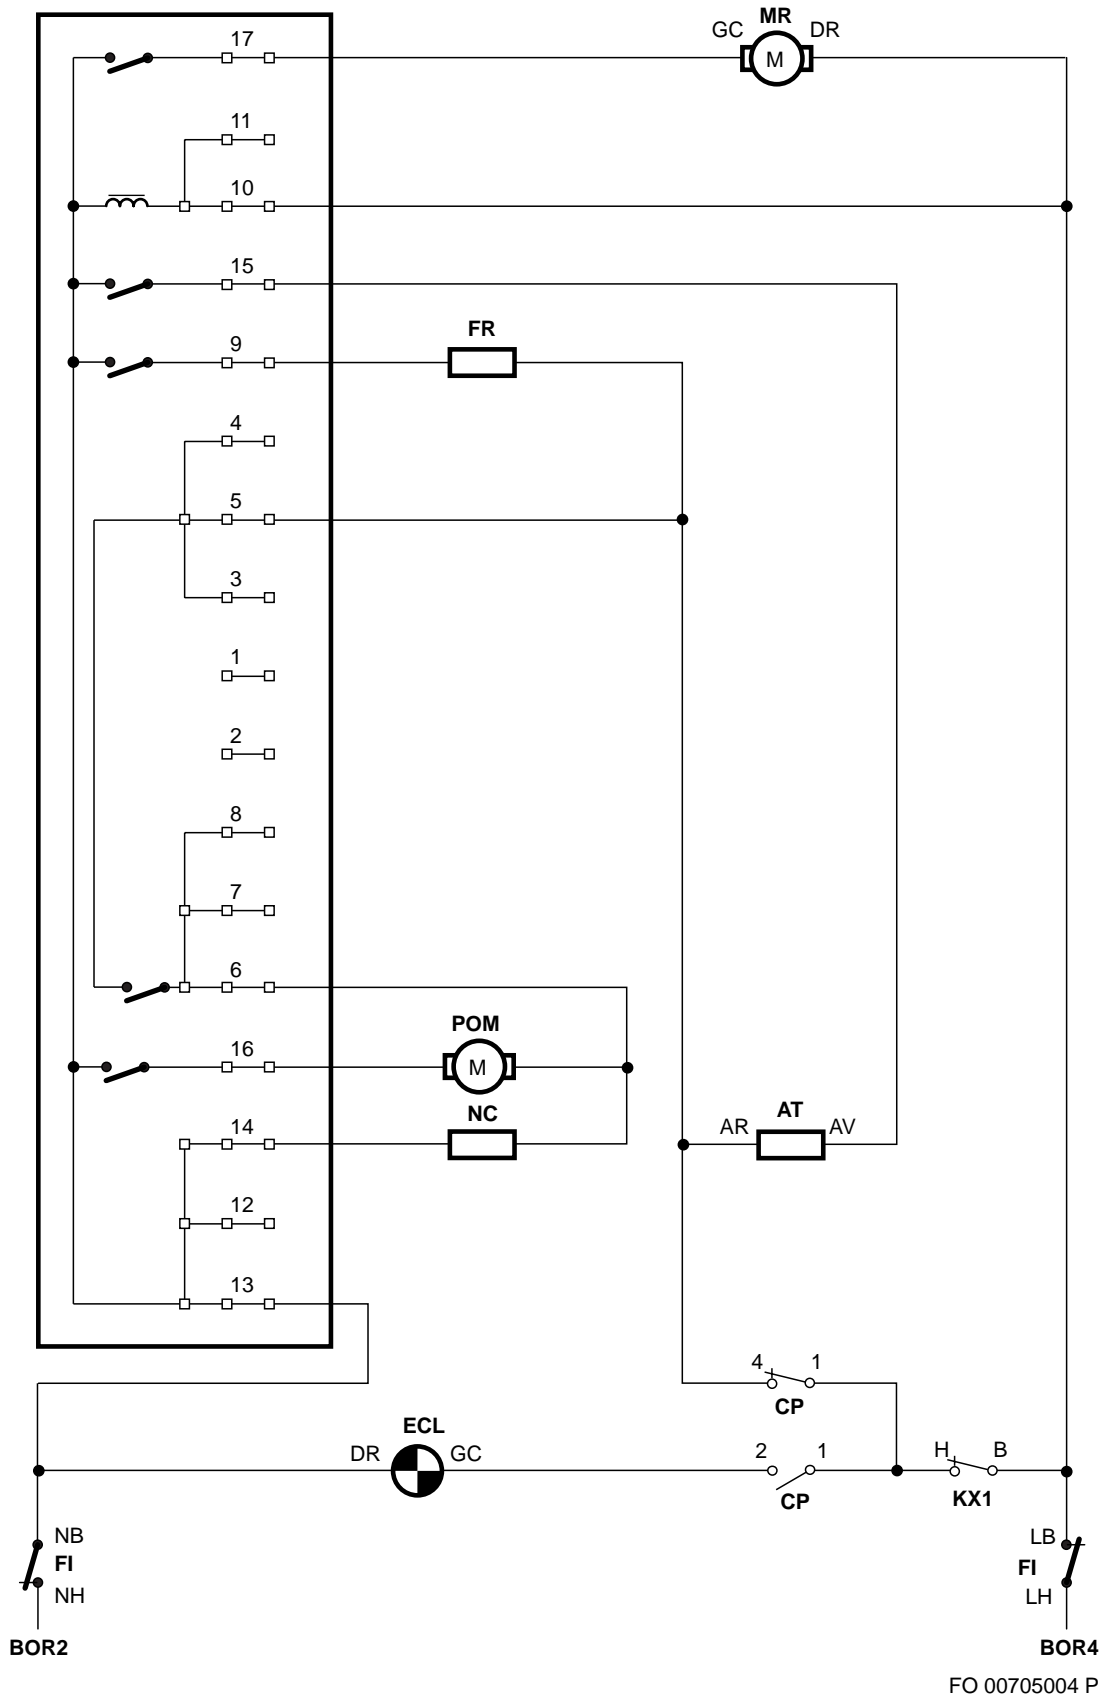 MR
17
GC
DR
M
11
10
15
FR
9
4
5
3
1
2
8
7
6
POM
16
M
NC
AT
14
AR
AV
12
13
4
1
CP
ECL
DR
GC
2
1
H
B
CP
KX1
NB
LB
FI
FI
NH
LH
BOR2
BOR4
FO 00705004 P